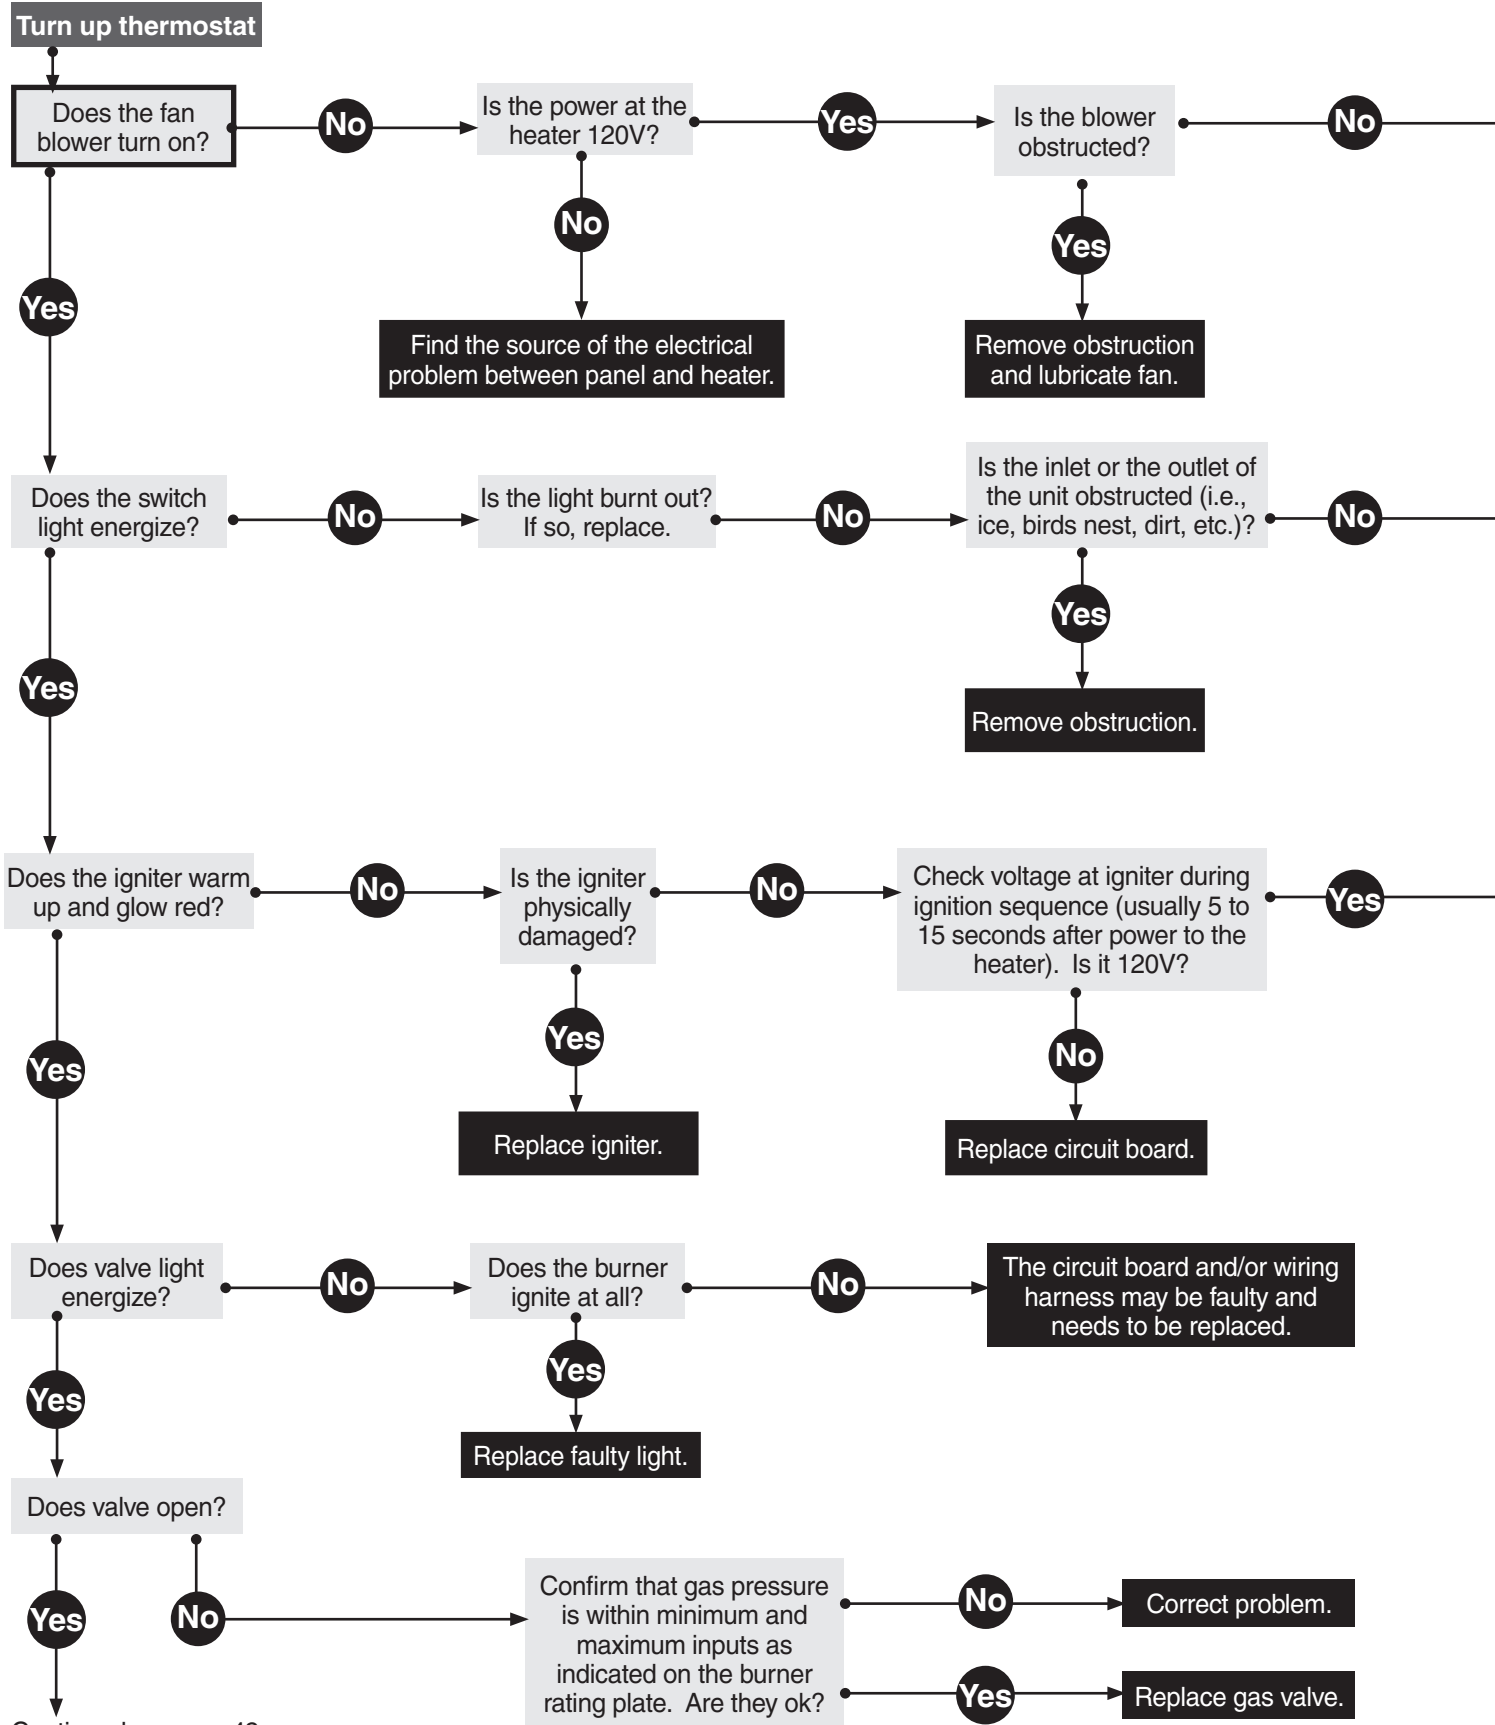 Turn up thermostat
Does the fan
blower turn on?
No
Is the power at the
heater 120V?
Yes
Is the blower
obstructed?
No
No
Yes
Yes
Find the source of the electrical
problem between panel and heater.
Remove obstruction
and lubricate fan.
Does the switch
light energize?
No
Is the light burnt out?
If so, replace.
No
Is the inlet or the outlet of
the unit obstructed (i.e.,
ice, birds nest, dirt, etc.)?
No
Yes
Yes
Remove obstruction.
Does the igniter warm
up and glow red?
No
Is the igniter
physically
damaged?
No
Check voltage at igniter during
ignition sequence (usually 5 to
15 seconds after power to the
heater). Is it 120V?
Yes
Yes
Yes
No
Replace igniter.
Replace circuit board.
Does valve light
energize?
No
Does the burner
ignite at all?
No
The circuit board and/or wiring
harness may be faulty and
needs to be replaced.
Yes
Yes
Replace faulty light.
Does valve open?
Yes
No
Confirm that gas pressure
is within minimum and
maximum inputs as
indicated on the burner
rating plate. Are they ok?
No
Correct problem.
Yes
Replace gas valve.